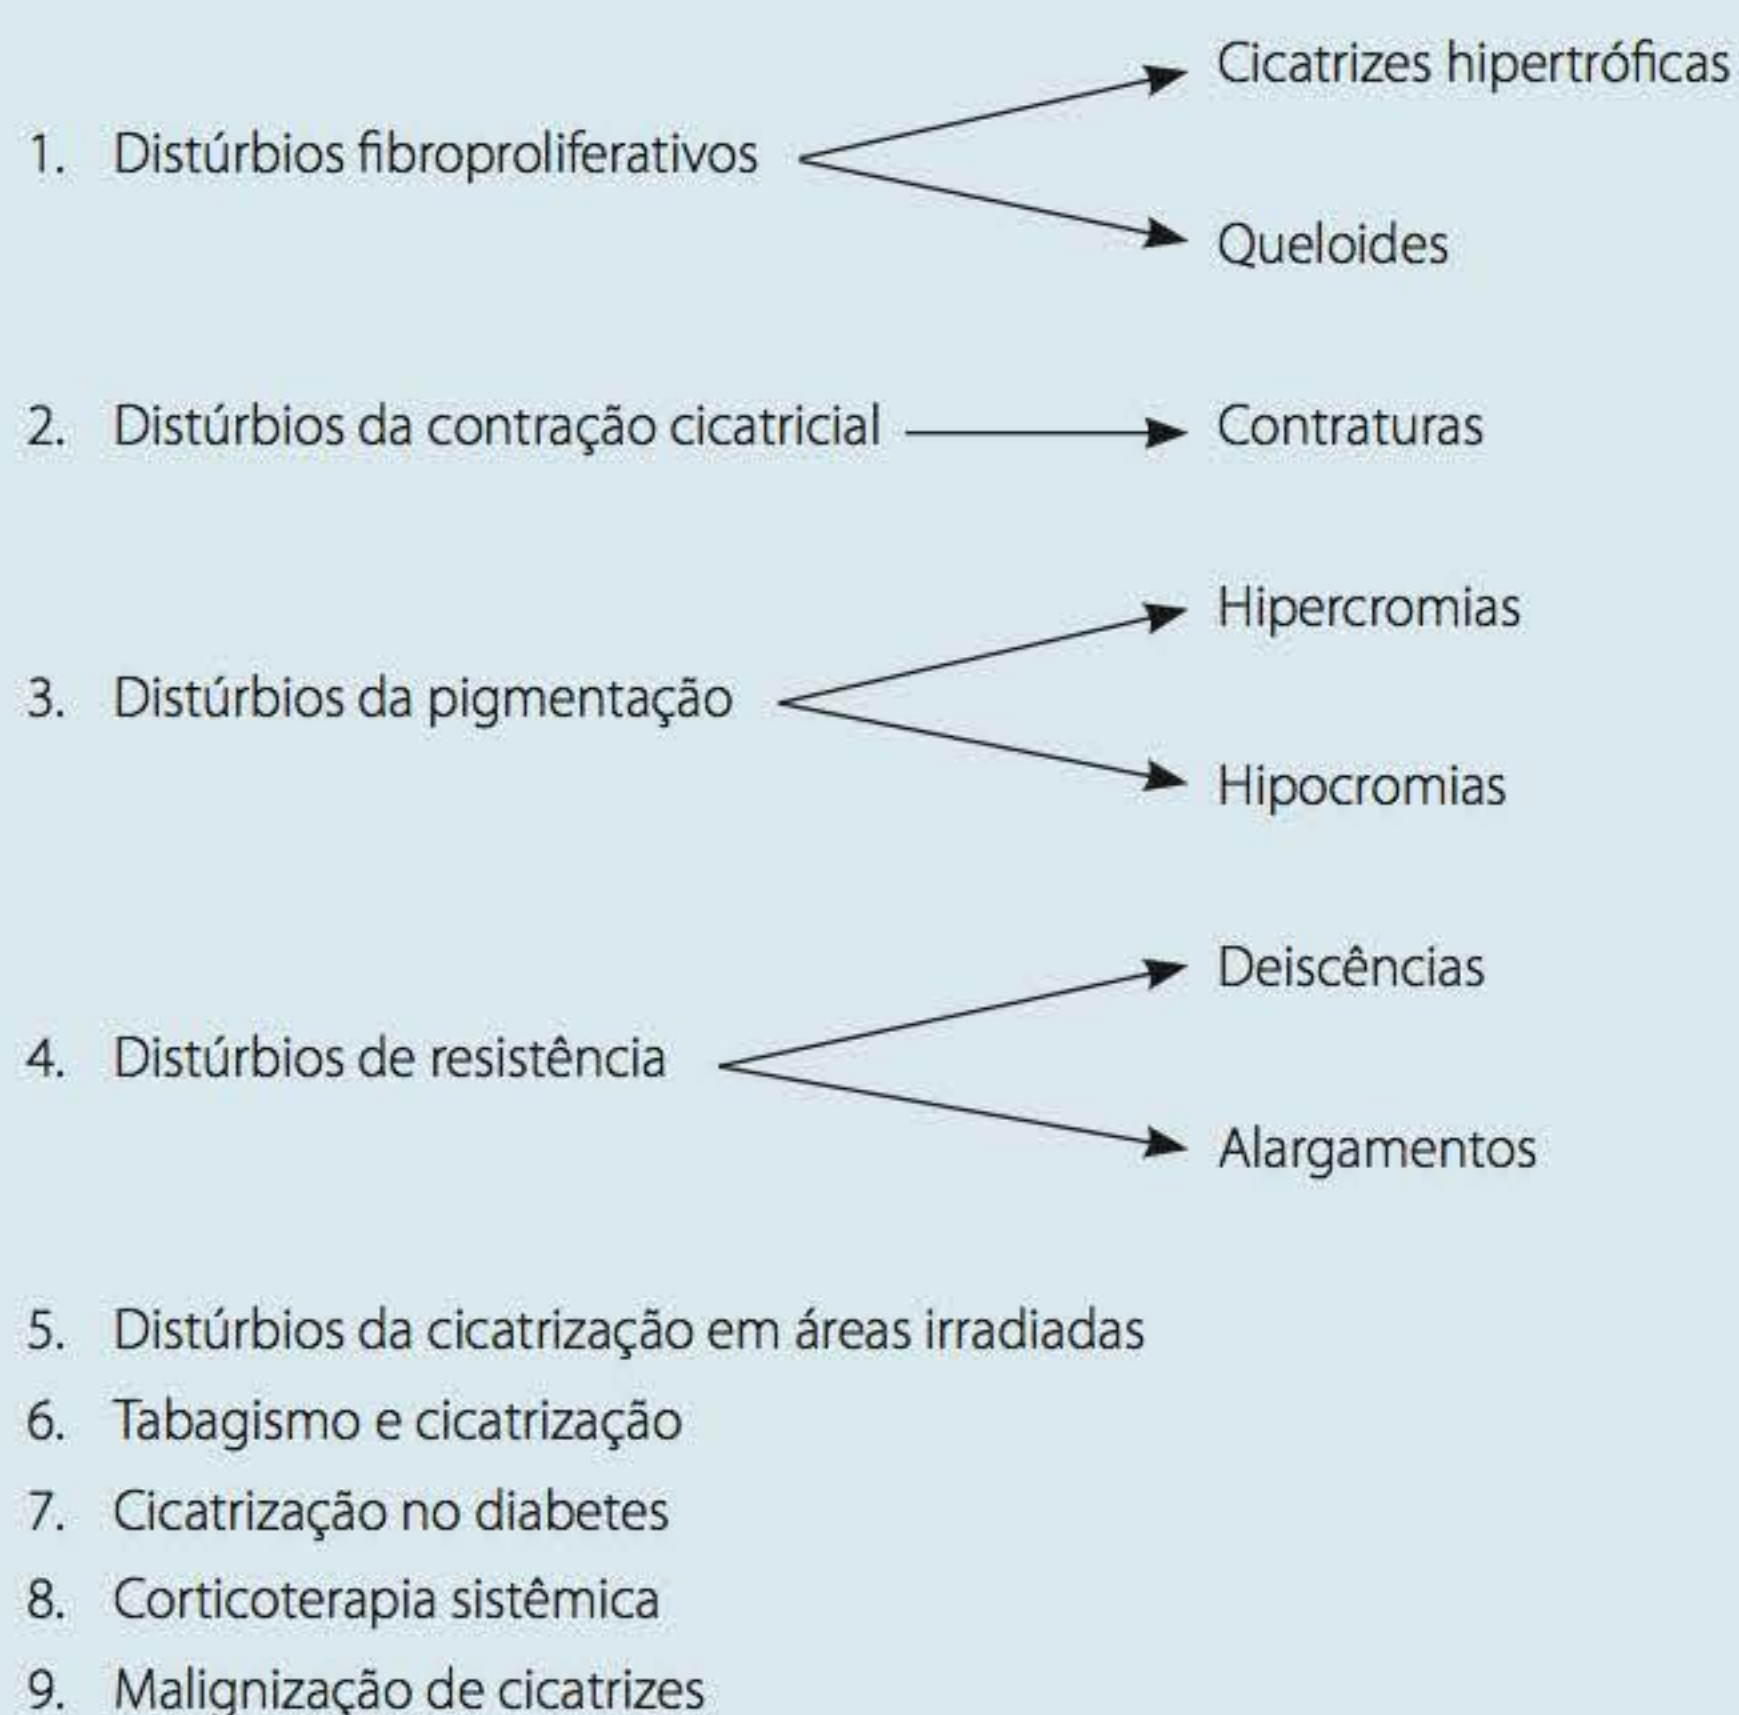 Cicatrizes hipertróficas
1. Distúrbios fibroproliferativos
Queloides
2. Distúrbios da contração cicatricial
Contraturas
Hipercromias
3. Distúrbios da pigmentação
Hipocromias
Deiscências
4. Distúrbios de resistência
Alargamentos
5. Distúrbios da cicatrização em áreas irradiadas
6. Tabagismo e cicatrização
7. Cicatrização no diabetes
8. Corticoterapia sistêmica
9. Malignização de cicatrizes